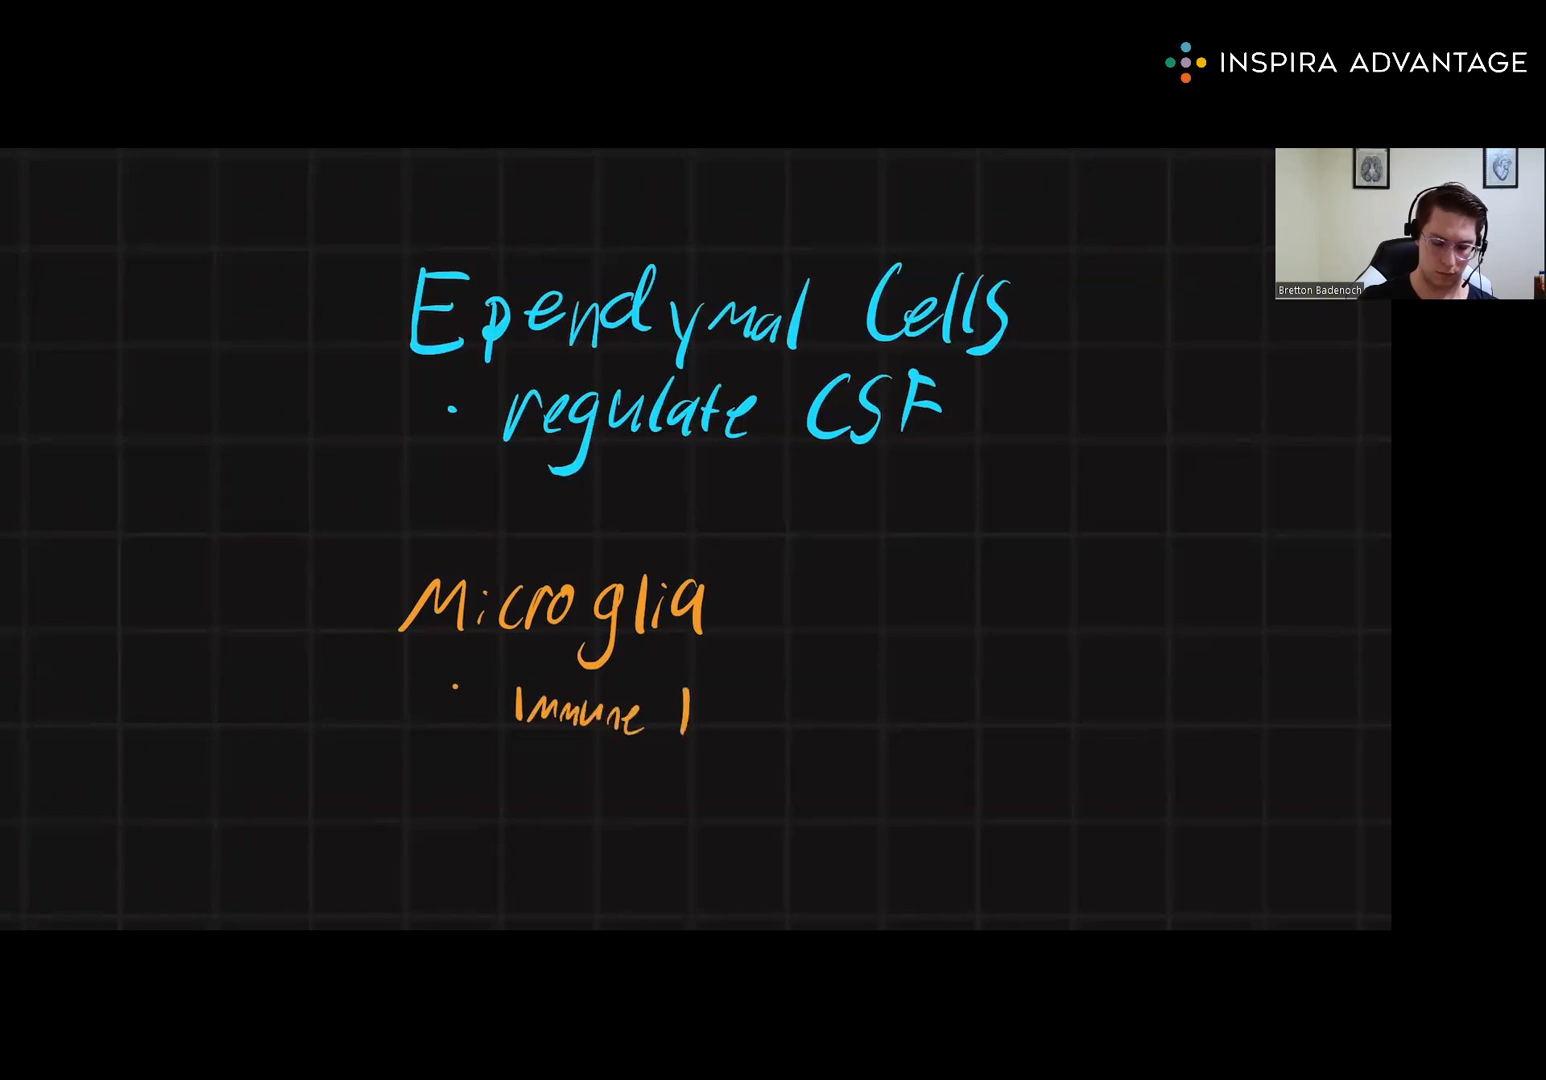 INSPIRA ADVANTAGE
Bretton Badenoch
Ependymal Cells
· regulate CSF
Microglia
· Immune